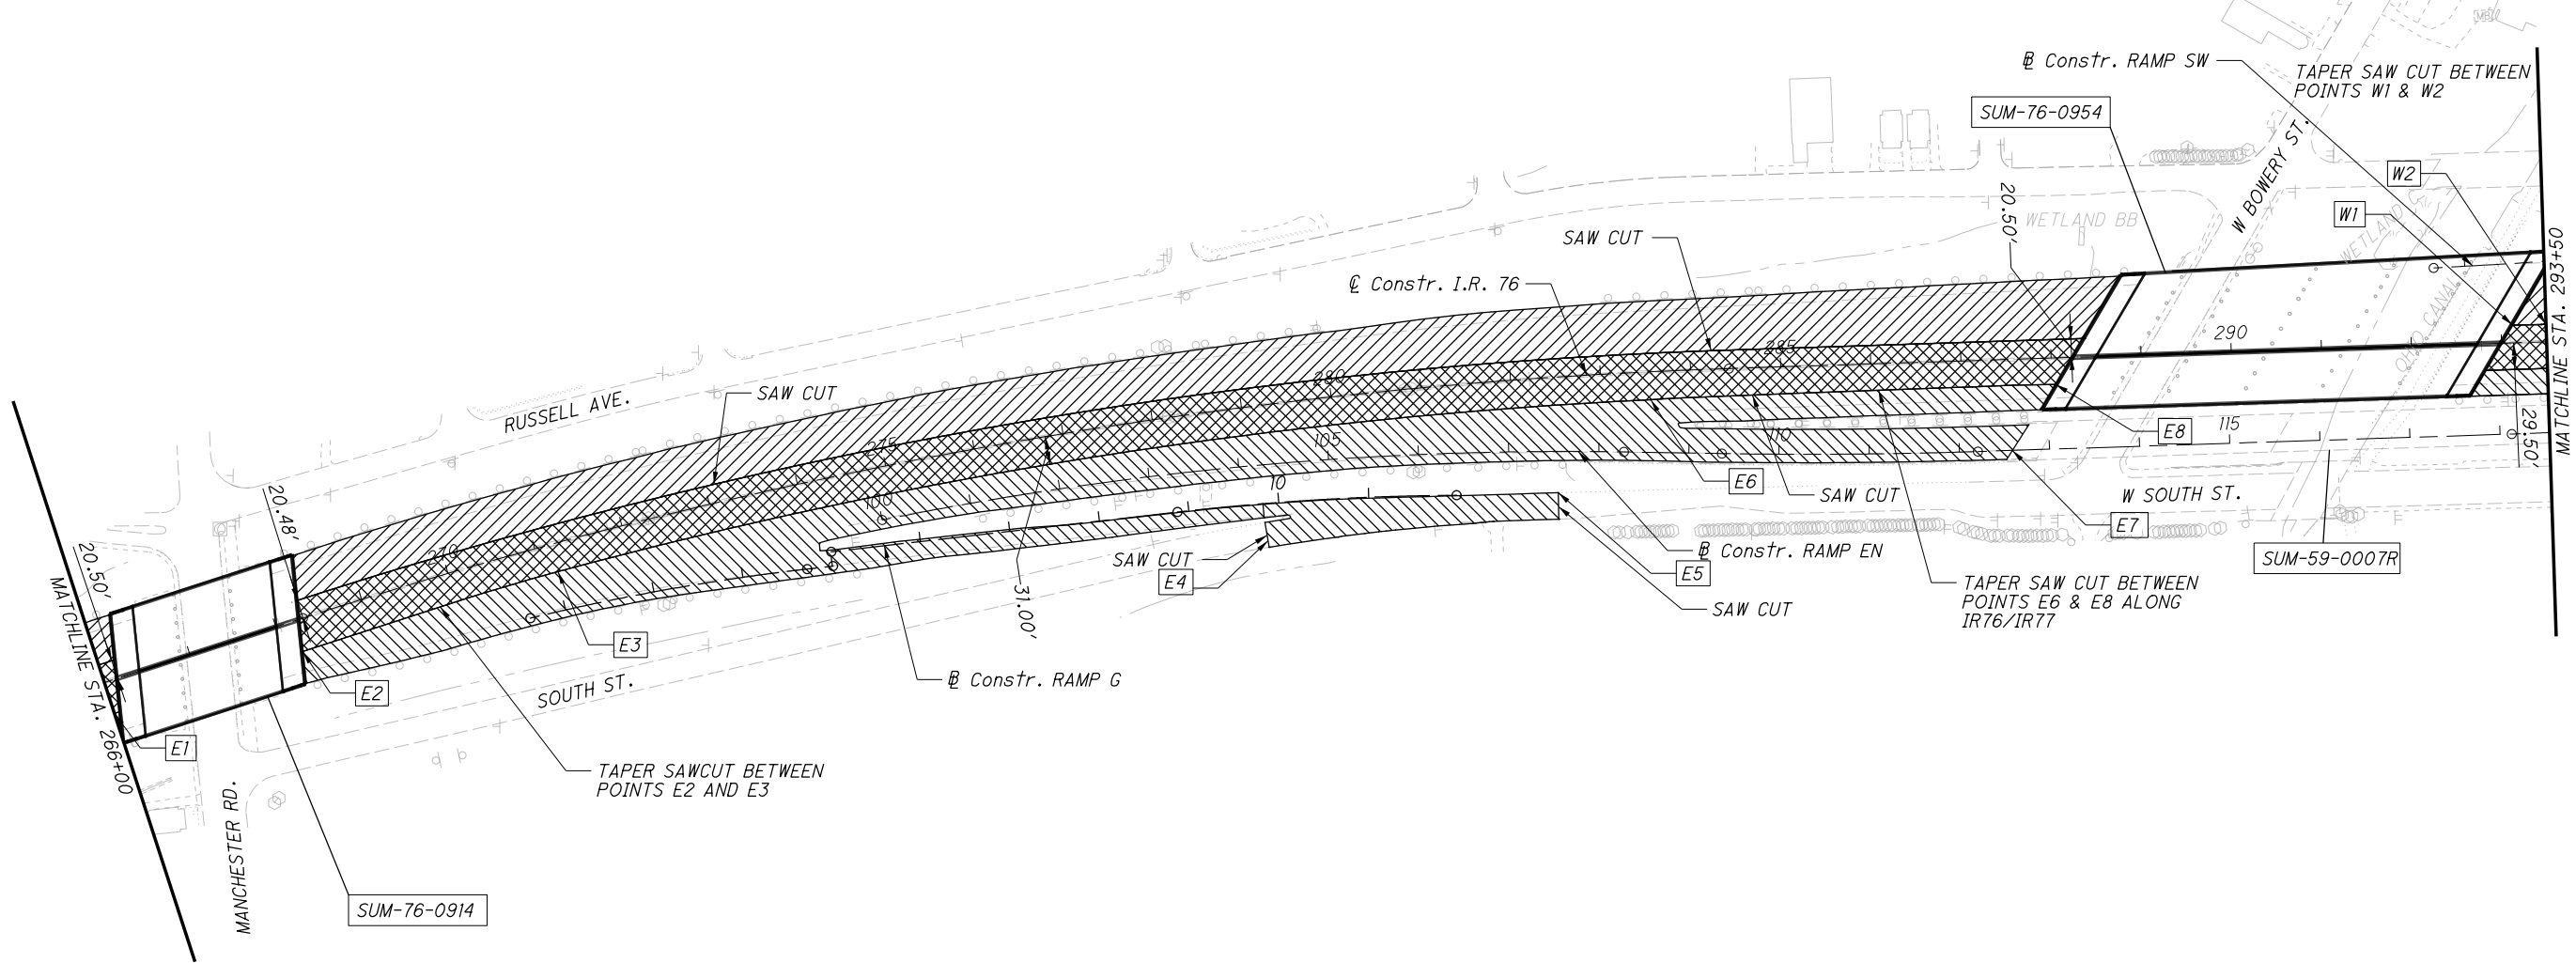 MBV
℄ Constr. RAMP SW
TAPER SAW CUT BETWEEN
POINTS W1 & W2
SUM-76-0954
W BOWERY ST.
W2
W1
20.50'
WETLAND BB
WETLAND
SAW CUT
℄ Constr. I.R. 76
OHIO CANAL
MATCHLINE STA. 293+50
290
285
280
SAW CUT
RUSSELL AVE.
275
105
110
115
E8
29.50'
E6
SAW CUT
W SOUTH ST.
E7
20.48'
100
10
270
20.50'
MATCHLINE STA. 266+00
SAW CUT
E4
31.00'
℄ Constr. RAMP EN
E5
SAW CUT
SUM-59-0007R
TAPER SAW CUT BETWEEN
POINTS E6 & E8 ALONG
IR76/IR77
E3
E2
E1
℄ Constr. RAMP G
SOUTH ST.
TAPER SAWCUT BETWEEN
POINTS E2 AND E3
MANCHESTER RD.
SUM-76-0914